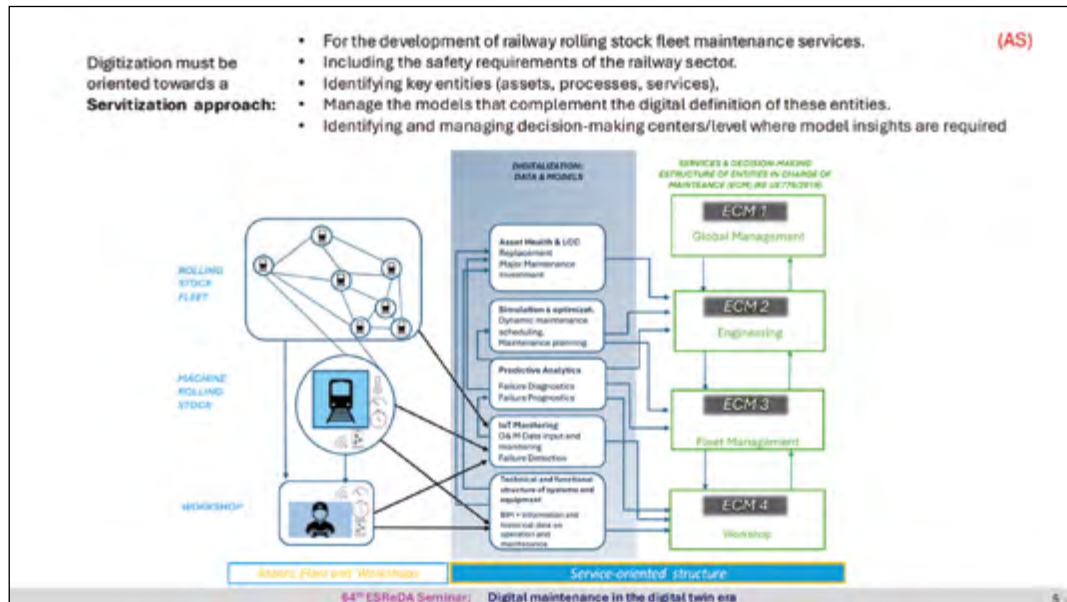 Digitization must be
oriented towards a
Servitization approach:
• For the development of railway rolling stock fleet maintenance services.
• Including the safety requirements of the railway sector.
• Identifying key entities (assets, processes, services),
• Manage the models that complement the digital definition of these entities.
• Identifying and managing decision-making centers/level where model insights are required
(AS)
ROLLING
STOCK
FLEET
MACHINE
ROLLING
STOCK
WORKSHOP
DIGITALIZATION:
DATA & MODELS
Asset Health & LCC
Replacement
Major Maintenance
Investment
Simulation & optimizat.
Dynamic maintenance
scheduling,
Maintenance planning
Predictive Analytics
Failure Diagnostics
Failure Prognostics
IoT Monitoring
O&M Data input and
monitoring
Failure Detection
Technical and functional
structure of systems and
equipment
BIM + Information and
historical data on
operation and
maintenance
SERVICES & DECISION-MAKING
ESTRUCTURE OF ENTITIES IN CHARGE OF
MAINTEANCE (ECM) (RE UE779/2019)
ECM 1
Global Management
ECM 2
Engineering
ECM 3
Fleet Management
ECM 4
Workshop
Assets, Fleet and Workshops
Service-oriented structure
64th ESReDA Seminar: Digital maintenance in the digital twin era
5